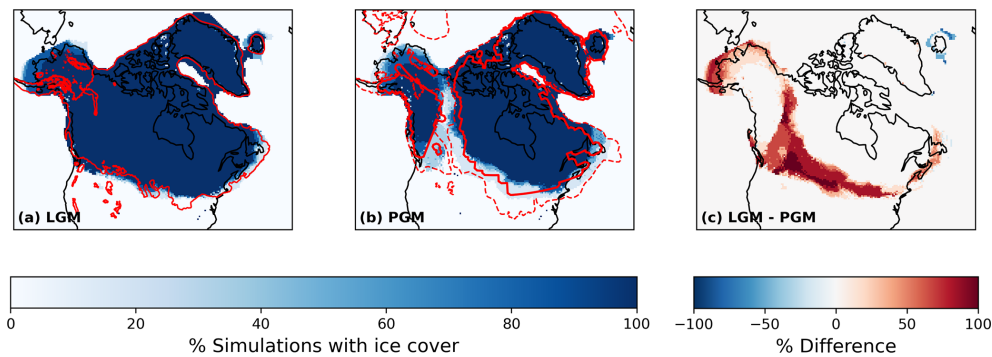 (a) LGM
(b) PGM
(c) LGM - PGM
0 20 40 60 80 100
% Simulations with ice cover
−100 −50 0 50 100
% Difference